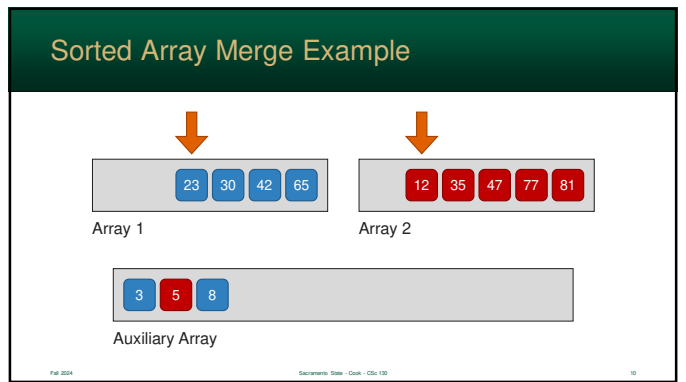 Sorted Array Merge Example
23 30 42 65
12 35 47 77 81
Array 1
Array 2
3 5 8
Auxiliary Array
Fall 2024
Sacramento State - Cook - CSc 130
10